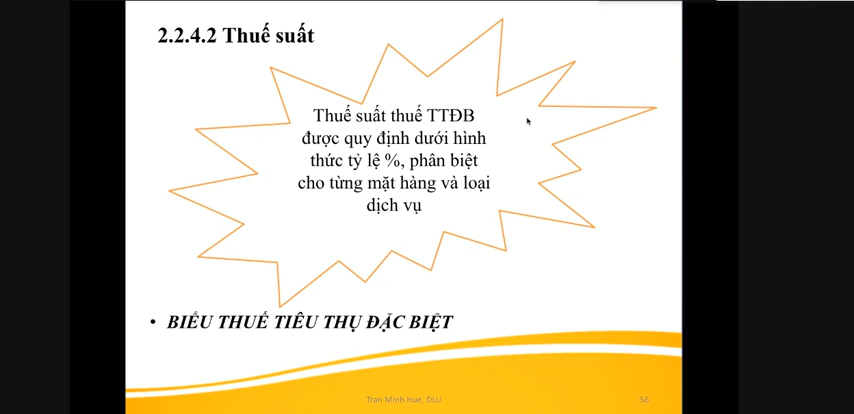 2.2.4.2 Thuế suất
Thuế suất thuế TTĐB
được quy định dưới hình
thức tỷ lệ %, phân biệt
cho từng mặt hàng và loại
dịch vụ
• BIỂU THUẾ TIÊU THỤ ĐẶC BIỆT
Tran Minh Hue, DLU
56